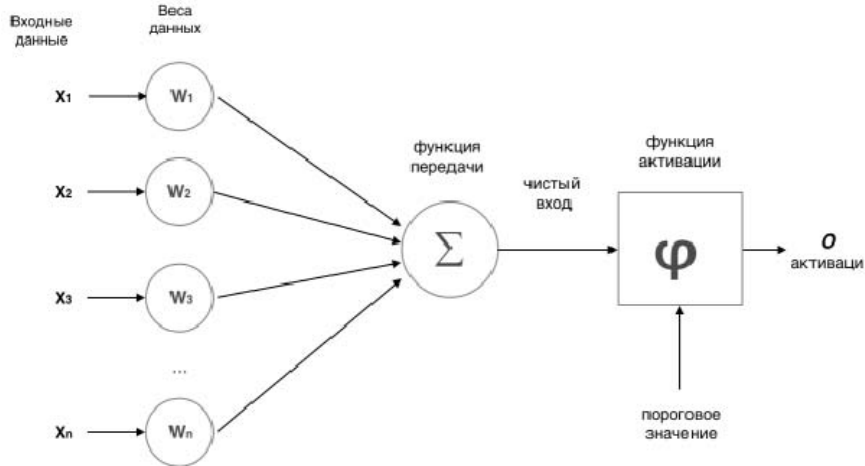 Входные
данные
Веса
данных
X1
W1
X2
W2
X3
W3
...
Xn
Wn
функция
передачи
Σ
чистый
вход
функция
активации
φ
пороговое
значение
o
активаци